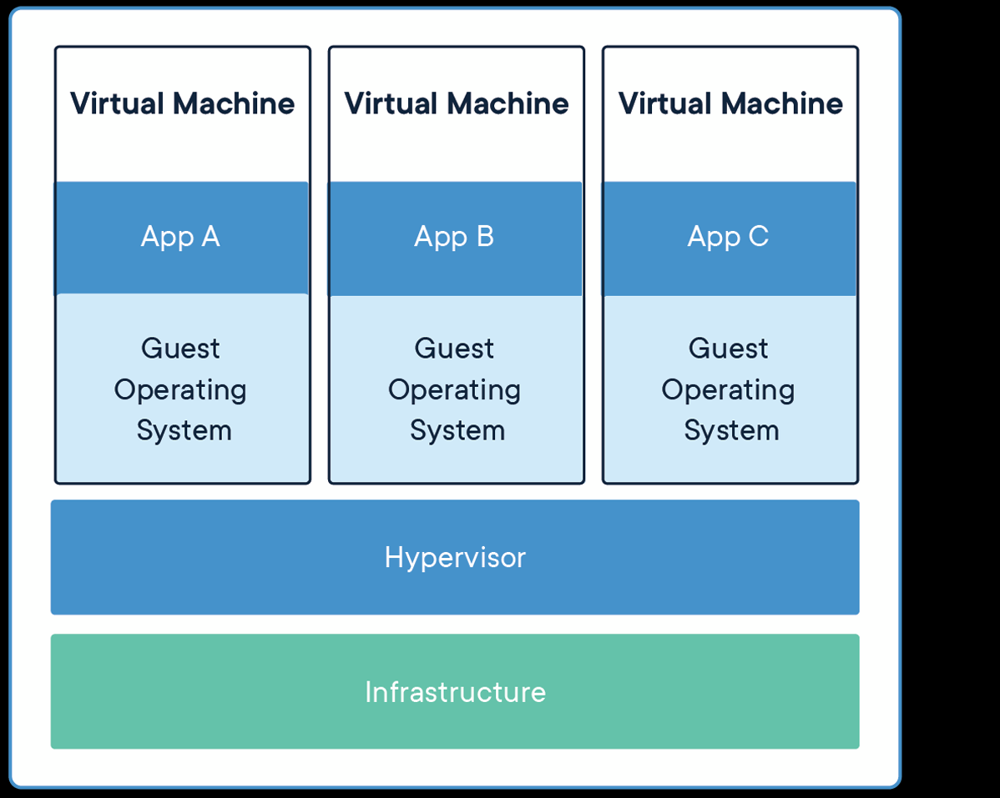 Virtual Machine
App A
Guest
Operating
System
Virtual Machine
App B
Guest
Operating
System
Virtual Machine
App C
Guest
Operating
System
Hypervisor
Infrastructure